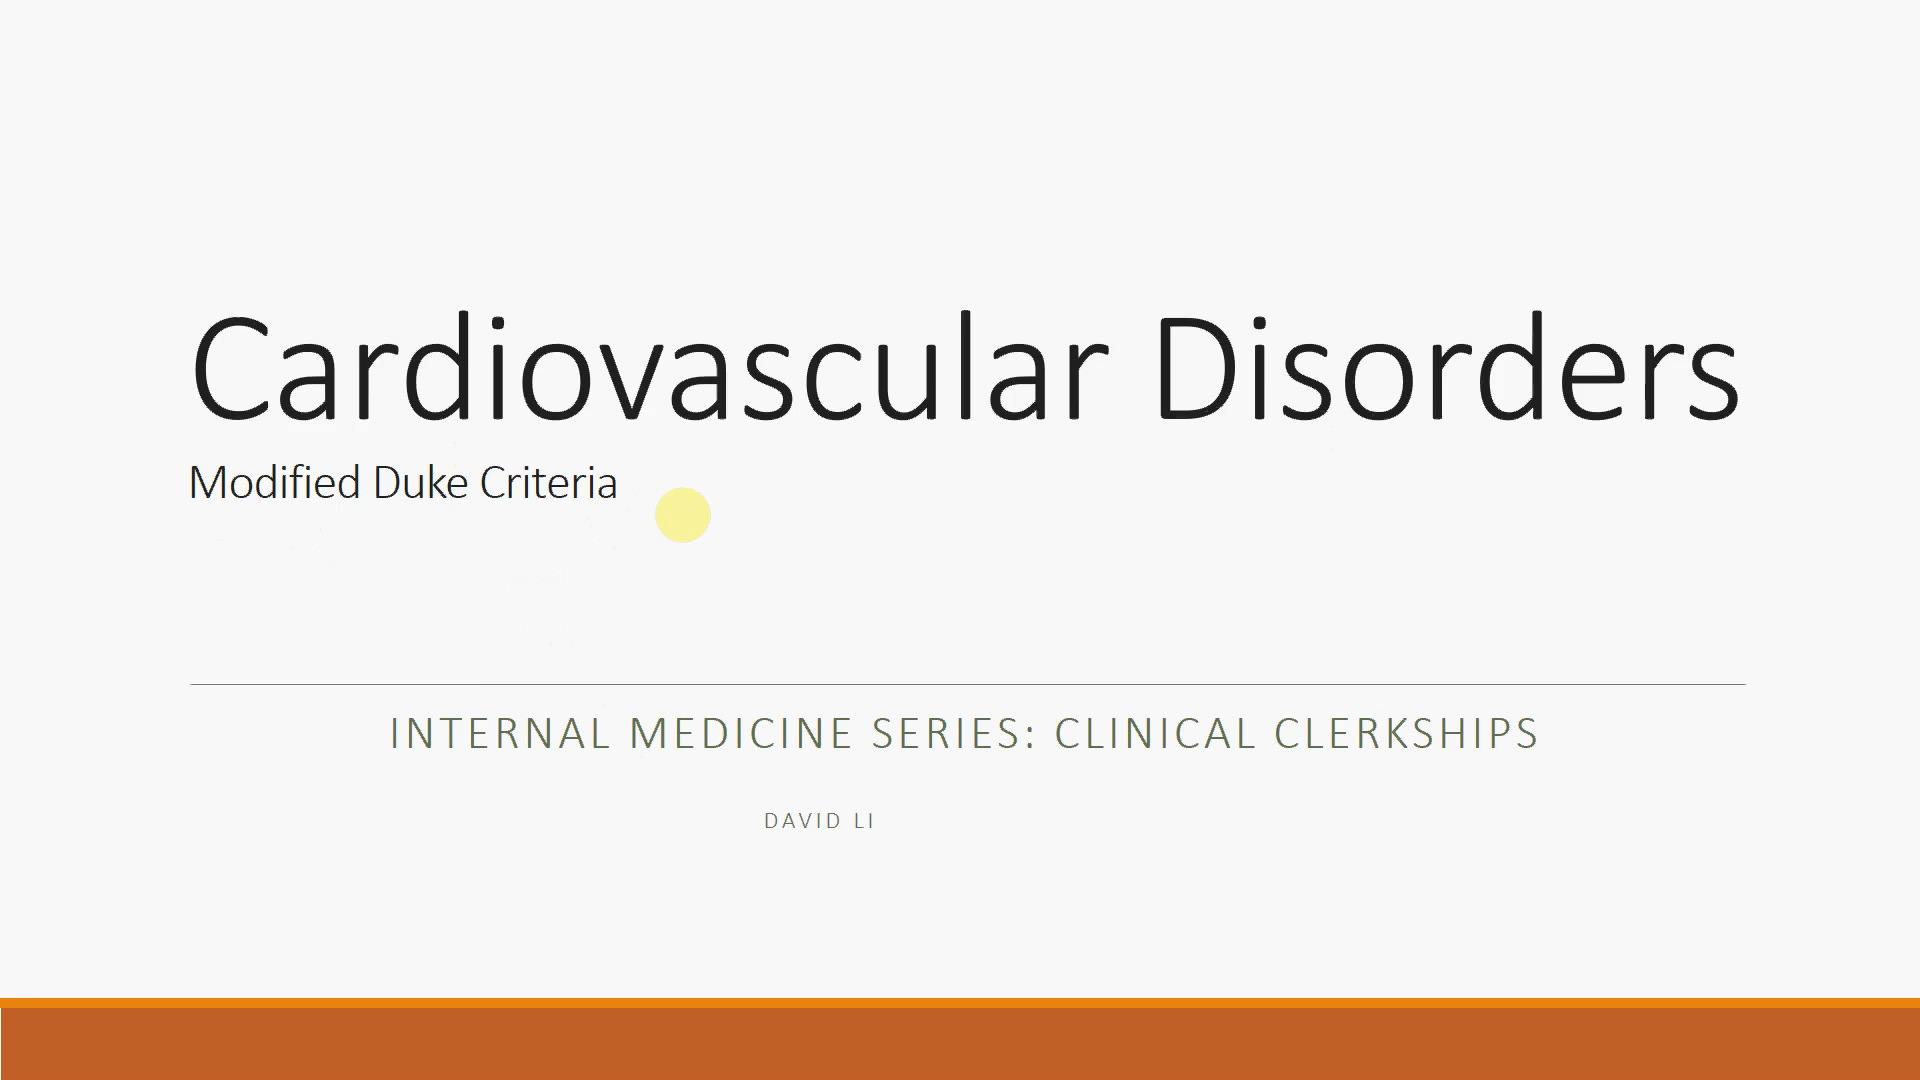 Cardiovascular Disorders
Modified Duke Criteria
INTERNAL MEDICINE SERIES: CLINICAL CLERKSHIPS
DAVID LI